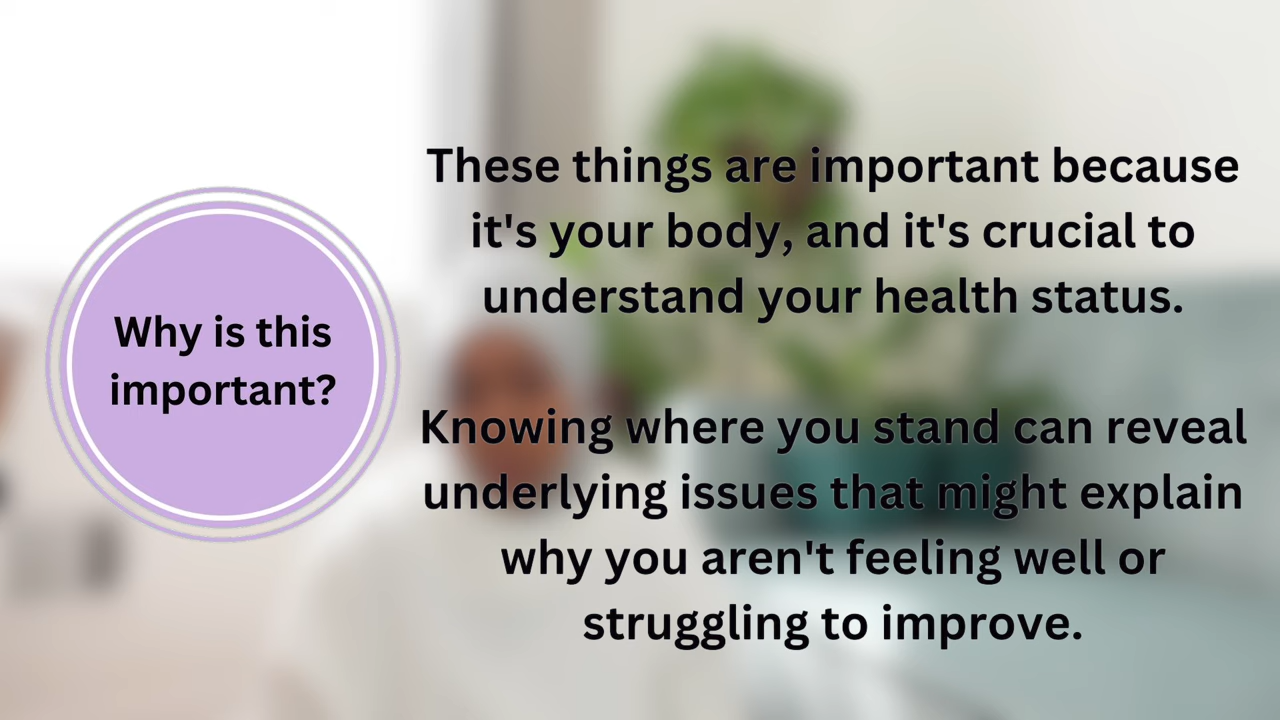 Why is this
important?
These things are important because
it's your body, and it's crucial to
understand your health status.
Knowing where you stand can reveal
underlying issues that might explain
why you aren't feeling well or
struggling to improve.